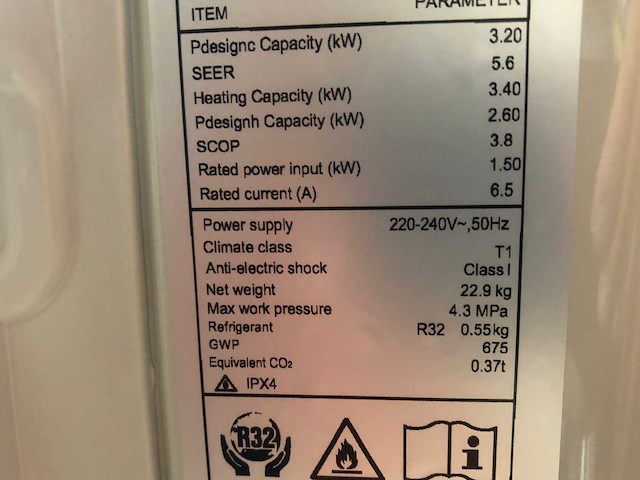 ITEM PARAMETER
Pdesignc Capacity (kW) 3.20
SEER 5.6
Heating Capacity (kW) 3.40
Pdesignh Capacity (kW) 2.60
SCOP 3.8
Rated power input (kW) 1.50
Rated current (A) 6.5
Power supply 220-240V~,50Hz
Climate class T1
Anti-electric shock Class I
Net weight 22.9 kg
Max work pressure 4.3 MPa
Refrigerant R32 0.55kg
GWP 675
Equivalent CO₂ 0.37t
IPX4
R32
i